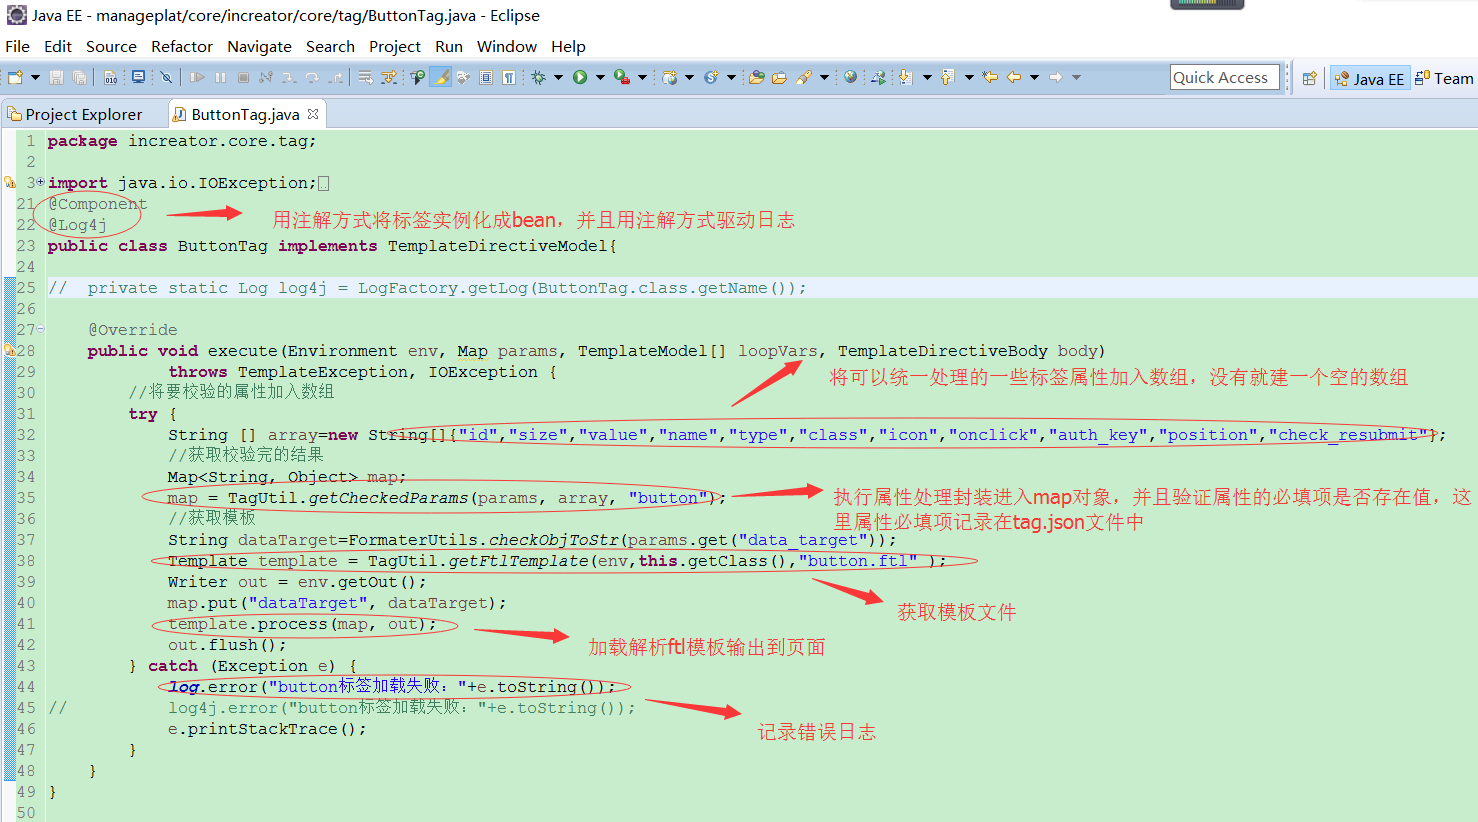 Java EE - manageplat/core/increator/core/tag/ButtonTag.java - Eclipse
File Edit Source Refactor Navigate Search Project Run Window Help
Quick Access Java EE Team
Project Explorer ButtonTag.java
1 package increator.core.tag;
2
3 import java.io.IOException;
21 @Component
22 @Log4j
用注解方式将标签实例化成bean，并且用注解方式驱动日志
23 public class ButtonTag implements TemplateDirectiveModel{
24
25 // private static Log log4j = LogFactory.getLog(ButtonTag.class.getName());
26
27 @Override
28 public void execute(Environment env, Map params, TemplateModel[] loopVars, TemplateDirectiveBody body)
29 throws TemplateException, IOException {
将可以统一处理的一些标签属性加入数组，没有就建一个空的数组
30 //将要校验的属性加入数组
31 try {
32 String [] array=new String[]{"id","size","value","name","type","class","icon","onclick","auth_key","position","check_resubmit"};
33 //获取校验完的结果
34 Map<String, Object> map;
35 map = TagUtil.getCheckedParams(params, array, "button");
执行属性处理封装进入map对象，并且验证属性的必填项是否存在值，这
里属性必填项记录在tag.json文件中
36 //获取模板
37 String dataTarget=FormaterUtils.checkObjToStr(params.get("data_target"));
38 Template template = TagUtil.getFtlTemplate(env,this.getClass(),"button.ftl" );
39 Writer out = env.getOut();
40 map.put("dataTarget", dataTarget);
获取模板文件
41 template.process(map, out);
42 out.flush();
加载解析ftl模板输出到页面
43 } catch (Exception e) {
44 log.error("button标签加载失败："+e.toString());
45 // log4j.error("button标签加载失败："+e.toString());
46 e.printStackTrace();
记录错误日志
47 }
48 }
49 }
50